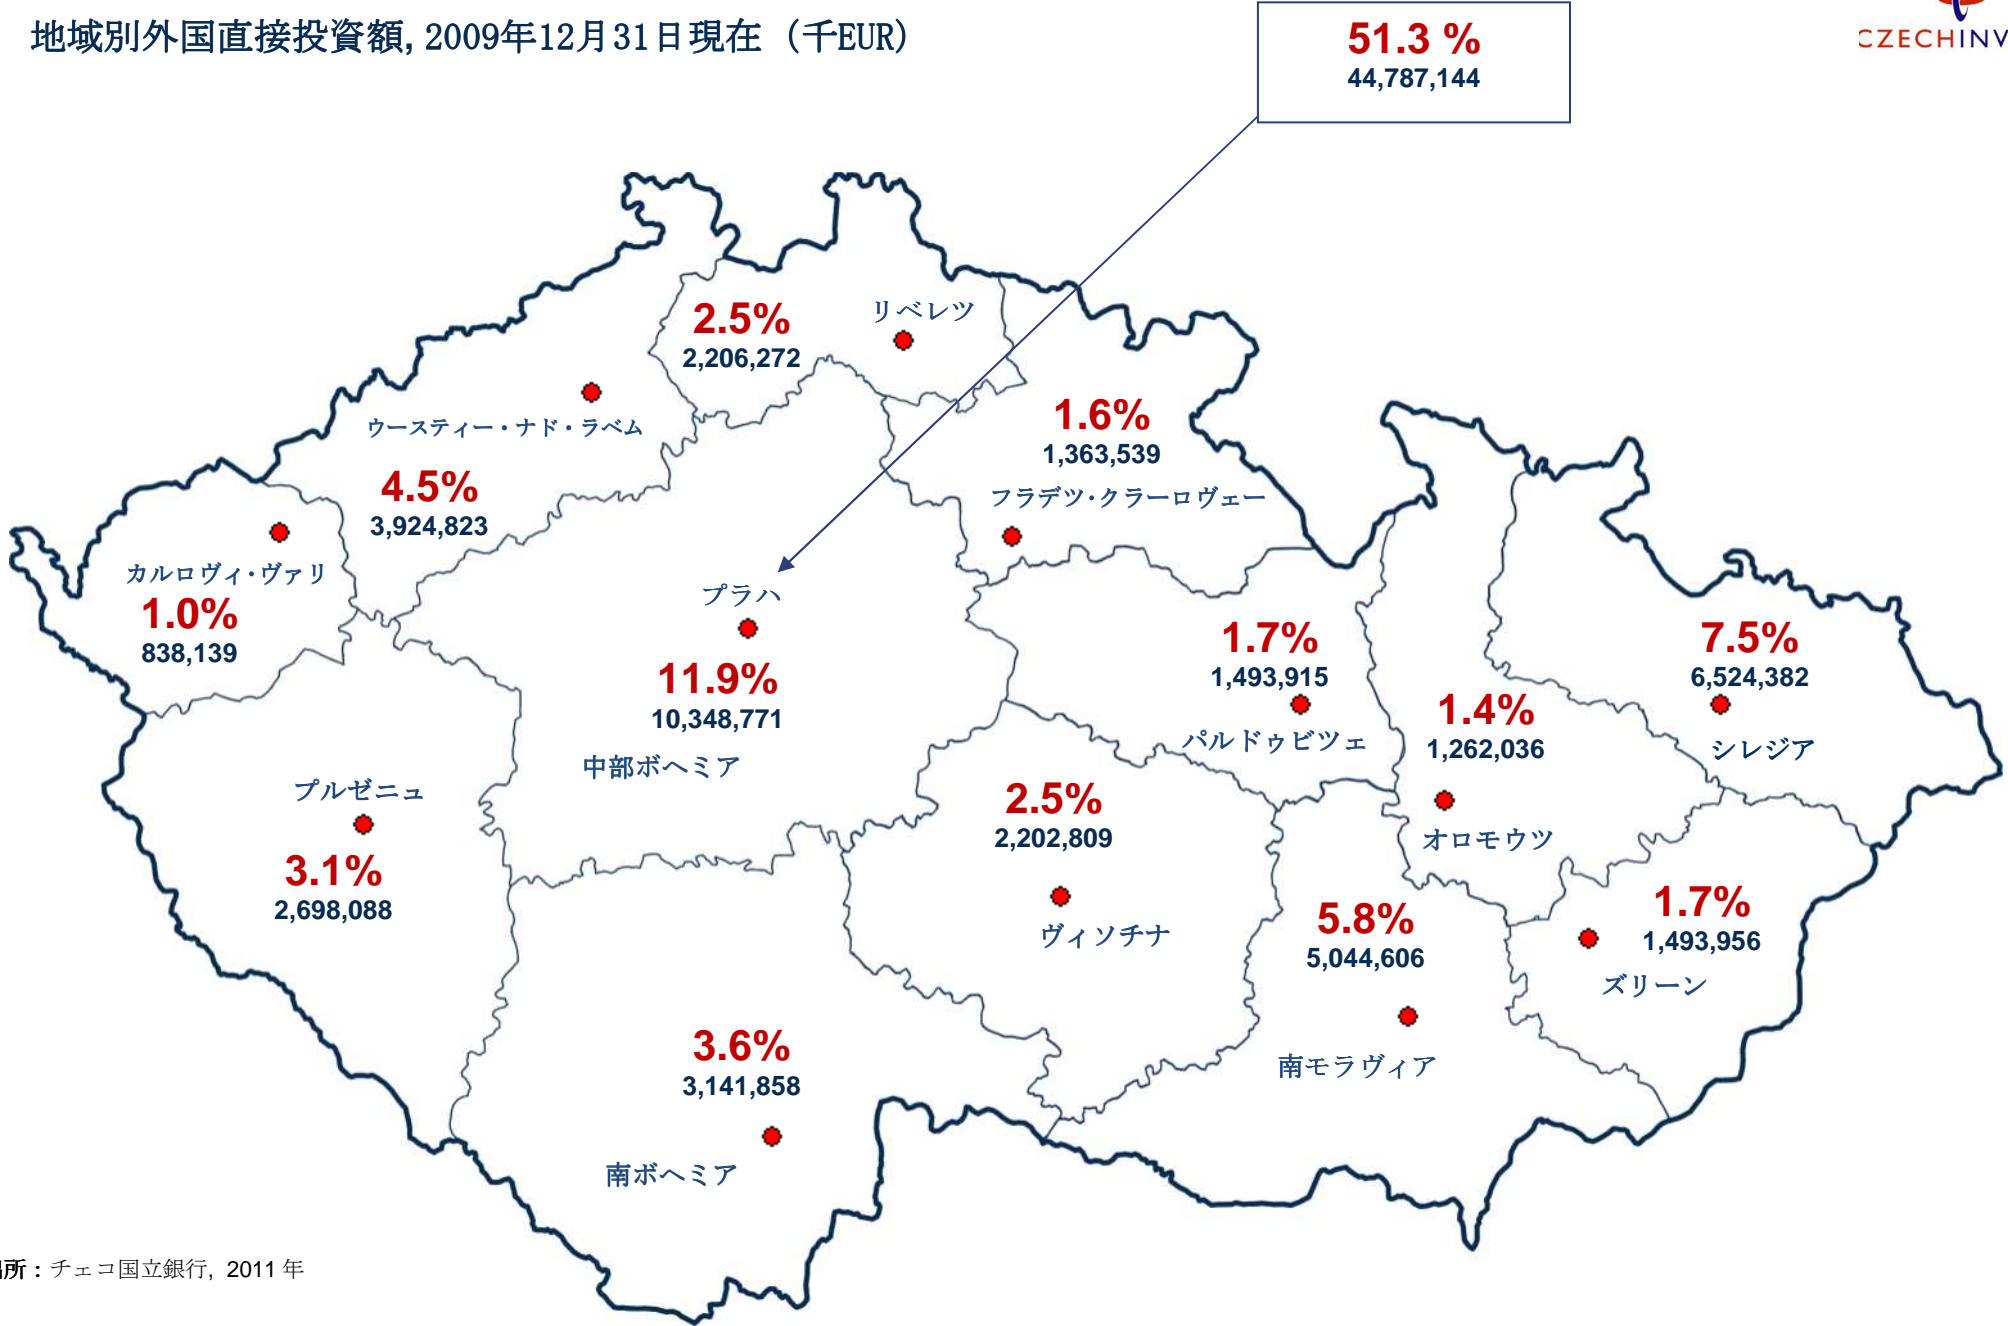 地域別外国直接投資額, 2009年12月31日現在（千EUR）
51.3 %
44,787,144
CZECHINV
2.5%
2,206,272
リベレツ
ウースティー・ナド・ラベム
4.5%
3,924,823
1.6%
1,363,539
フラデツ・クラーロヴェー
カルロヴィ・ヴァリ
1.0%
838,139
プラハ
11.9%
10,348,771
中部ボヘミア
1.7%
1,493,915
パルドゥビツェ
7.5%
6,524,382
シレジア
1.4%
1,262,036
オロモウツ
プルゼニュ
3.1%
2,698,088
2.5%
2,202,809
ヴィソチナ
5.8%
5,044,606
南モラヴィア
1.7%
1,493,956
ズリーン
3.6%
3,141,858
南ボヘミア
所：チェコ国立銀行, 2011 年